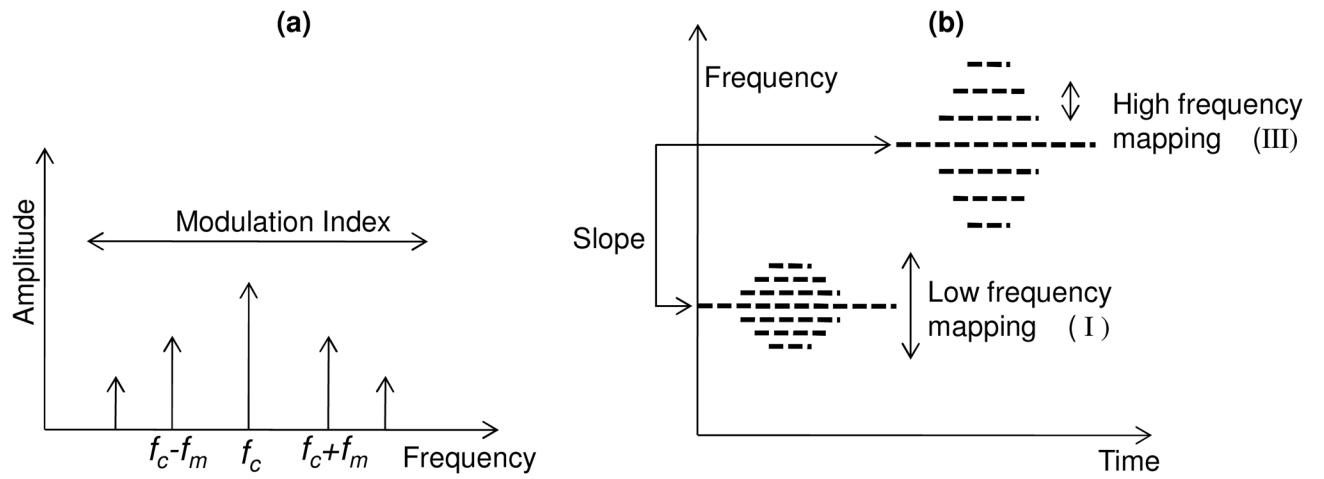 (a)
Amplitude
Modulation Index
fc-fm
fc
fc+fm
Frequency
(b)
Frequency
High frequency
mapping (III)
Slope
Low frequency
mapping ( I )
Time